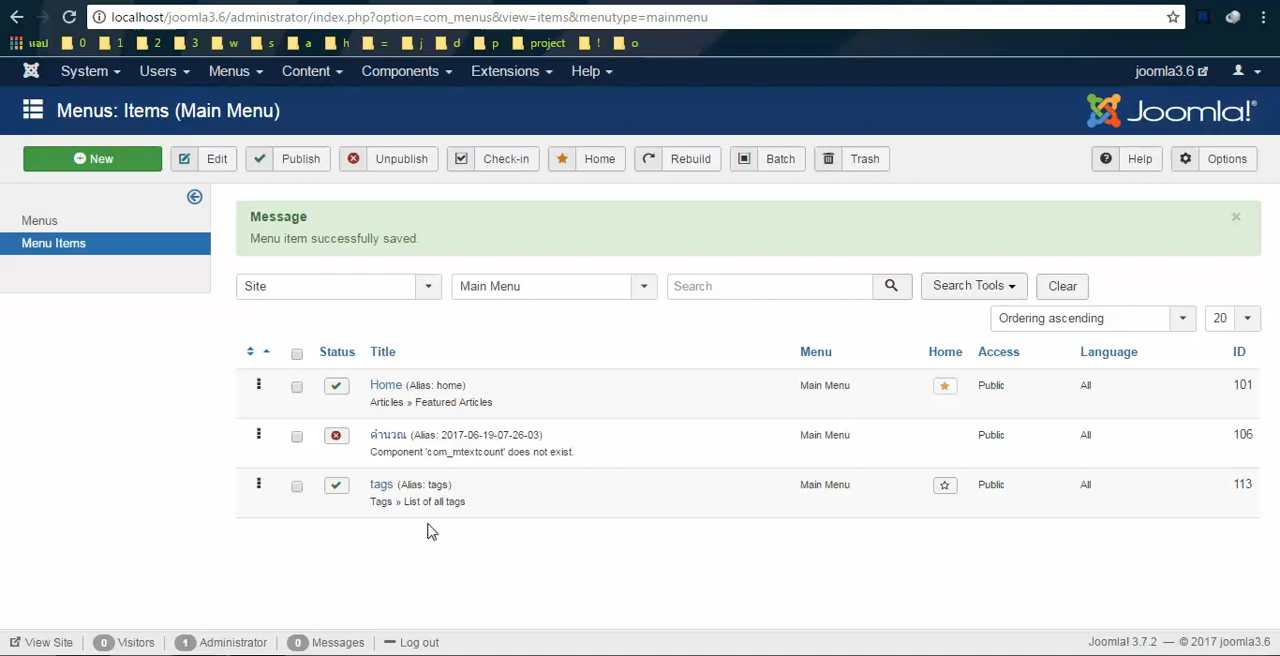 localhost/joomla3.6/administrator/index.php?option=com_menus&view=items&menutype=mainmenu
แอป 0 1 2 3 w s a h = j d p project ! o
System Users Menus Content Components Extensions Help joomla3.6
Menus: Items (Main Menu) Joomla!®
New Edit Publish Unpublish Check-in Home Rebuild Batch Trash Help Options
Menus
Menu Items
Message ×
Menu item successfully saved.
Site Main Menu Search Search Tools Clear
Ordering ascending 20
Status Title Menu Home Access Language ID
Home (Alias: home) Main Menu Public All 101
Articles » Featured Articles
คำนวณ (Alias: 2017-06-19-07-26-03) Main Menu Public All 106
Component 'com_mtextcount' does not exist.
tags (Alias: tags) Main Menu Public All 113
Tags » List of all tags
View Site 0 Visitors 1 Administrator 0 Messages Log out Joomla! 3.7.2 — © 2017 joomla3.6